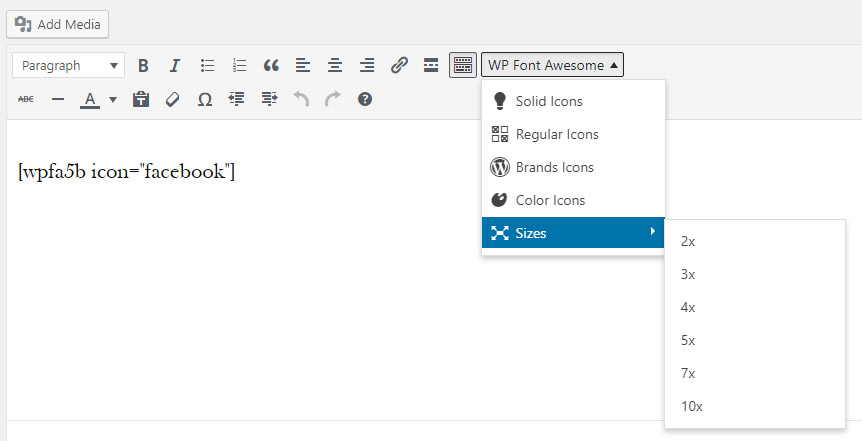 Add Media
Paragraph B I WP Font Awesome
ABC A Ω
Solid Icons
Regular Icons
[wpfa5b icon="facebook"]
Brands Icons
Color Icons
Sizes
2x
3x
4x
5x
7x
10x